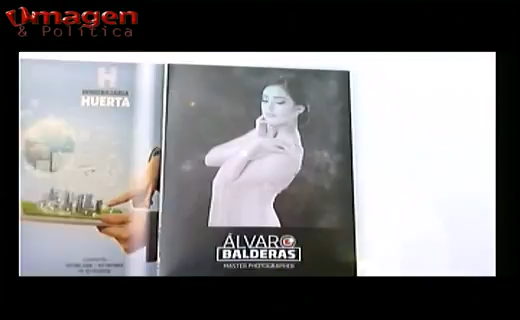 Imagen
& Política
H
INMOBILIARIA
HUERTA
ÁLVARO
BALDERAS
MASTER PHOTOGRAPHER